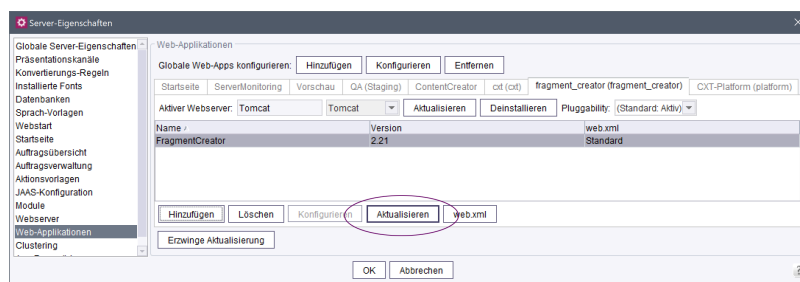 Server-Eigenschaften
Globale Server-Eigenschaften
Präsentationskanäle
Konvertierungs-Regeln
Installierte Fonts
Datenbanken
Sprach-Vorlagen
Webstart
Startseite
Auftragsübersicht
Auftragsverwaltung
Aktionsvorlagen
JAAS-Konfiguration
Module
Webserver
Web-Applikationen
Clustering
Web-Applikationen
Globale Web-Apps konfigurieren: Hinzufügen Konfigurieren Entfernen
Startseite ServerMonitoring Vorschau QA (Staging) ContentCreator cxt (cxt) fragment_creator (fragment_creator) CXT-Platform (platform)
Aktiver Webserver: Tomcat Tomcat Aktualisieren Deinstallieren Pluggability: (Standard: Aktiv)
Name Version web.xml
FragmentCreator 2.21 Standard
Hinzufügen Löschen Konfigurieren Aktualisieren web.xml
Erzwinge Aktualisierung
OK Abbrechen